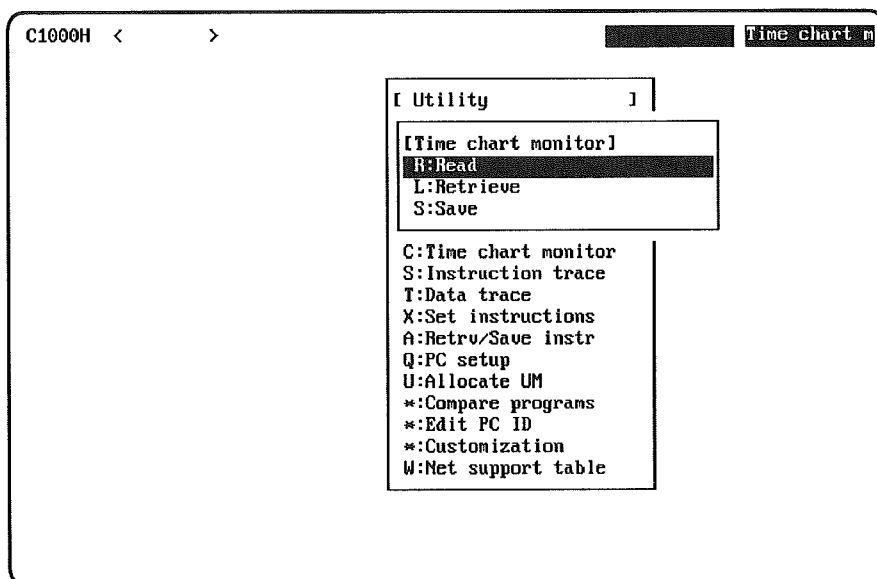 C1000H < >
Time chart m
[ Utility ]
[Time chart monitor]
R:Read
L:Retrieve
S:Save
C:Time chart monitor
S:Instruction trace
T:Data trace
X:Set instructions
A:Retrv/Save instr
Q:PC setup
U:Allocate UM
*:Compare programs
*:Edit PC ID
*:Customization
W:Net support table